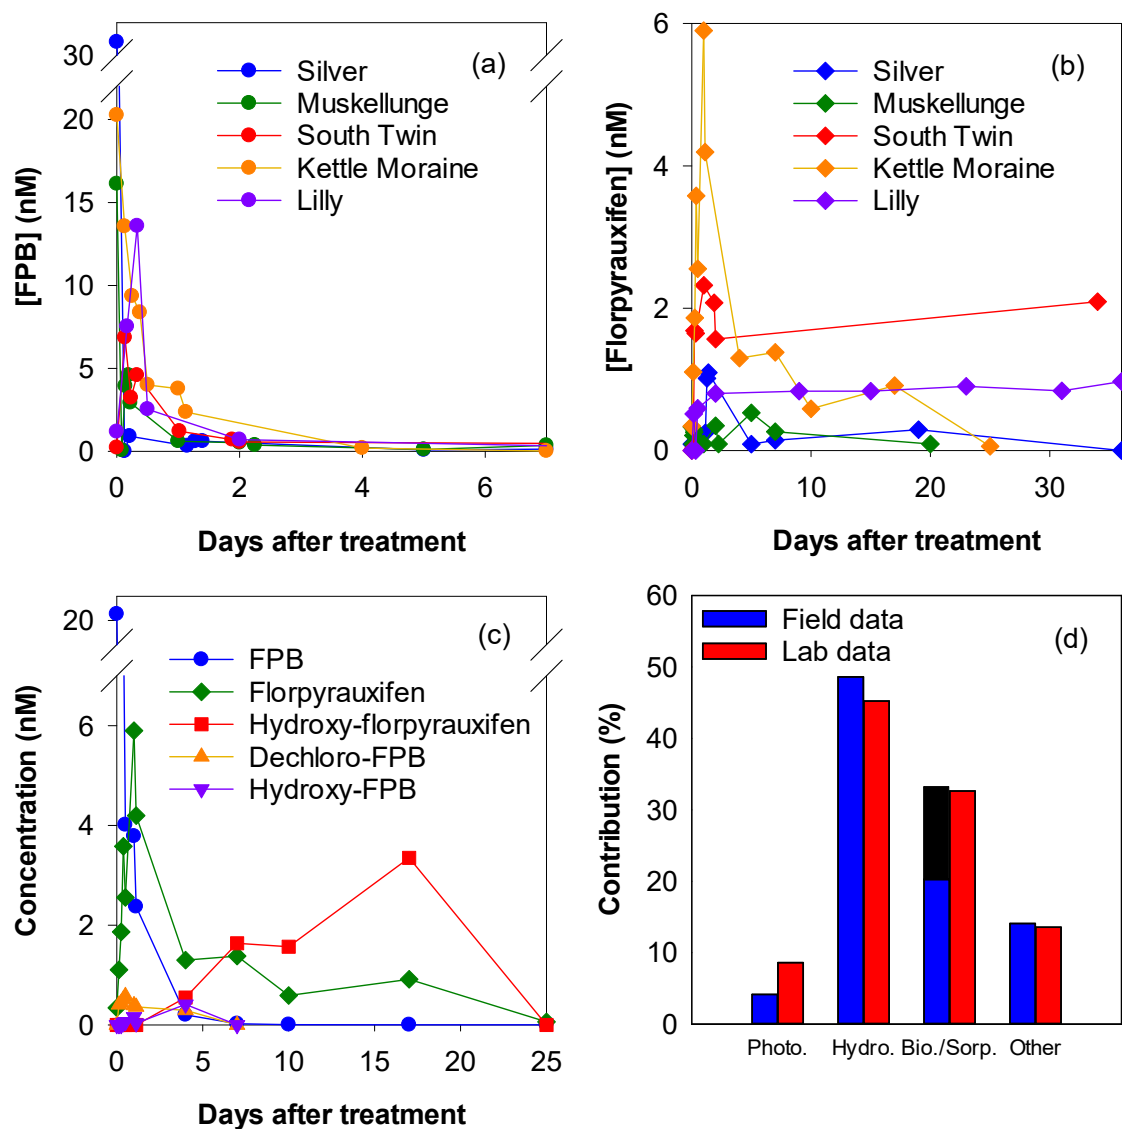 (a)
30
20
15
10
5
0
[FPB] (nM)
Silver
Muskellunge
South Twin
Kettle Moraine
Lilly
0 2 4 6
Days after treatment
(b)
6
4
2
0
[Florpyrauxifen] (nM)
Silver
Muskellunge
South Twin
Kettle Moraine
Lilly
0 10 20 30
Days after treatment
(c)
20
6
4
2
0
Concentration (nM)
FPB
Florpyrauxifen
Hydroxy-florpyrauxifen
Dechloro-FPB
Hydroxy-FPB
0 5 10 15 20 25
Days after treatment
(d)
60
50
40
30
20
10
0
Contribution (%)
Field data
Lab data
Photo. Hydro. Bio./Sorp. Other